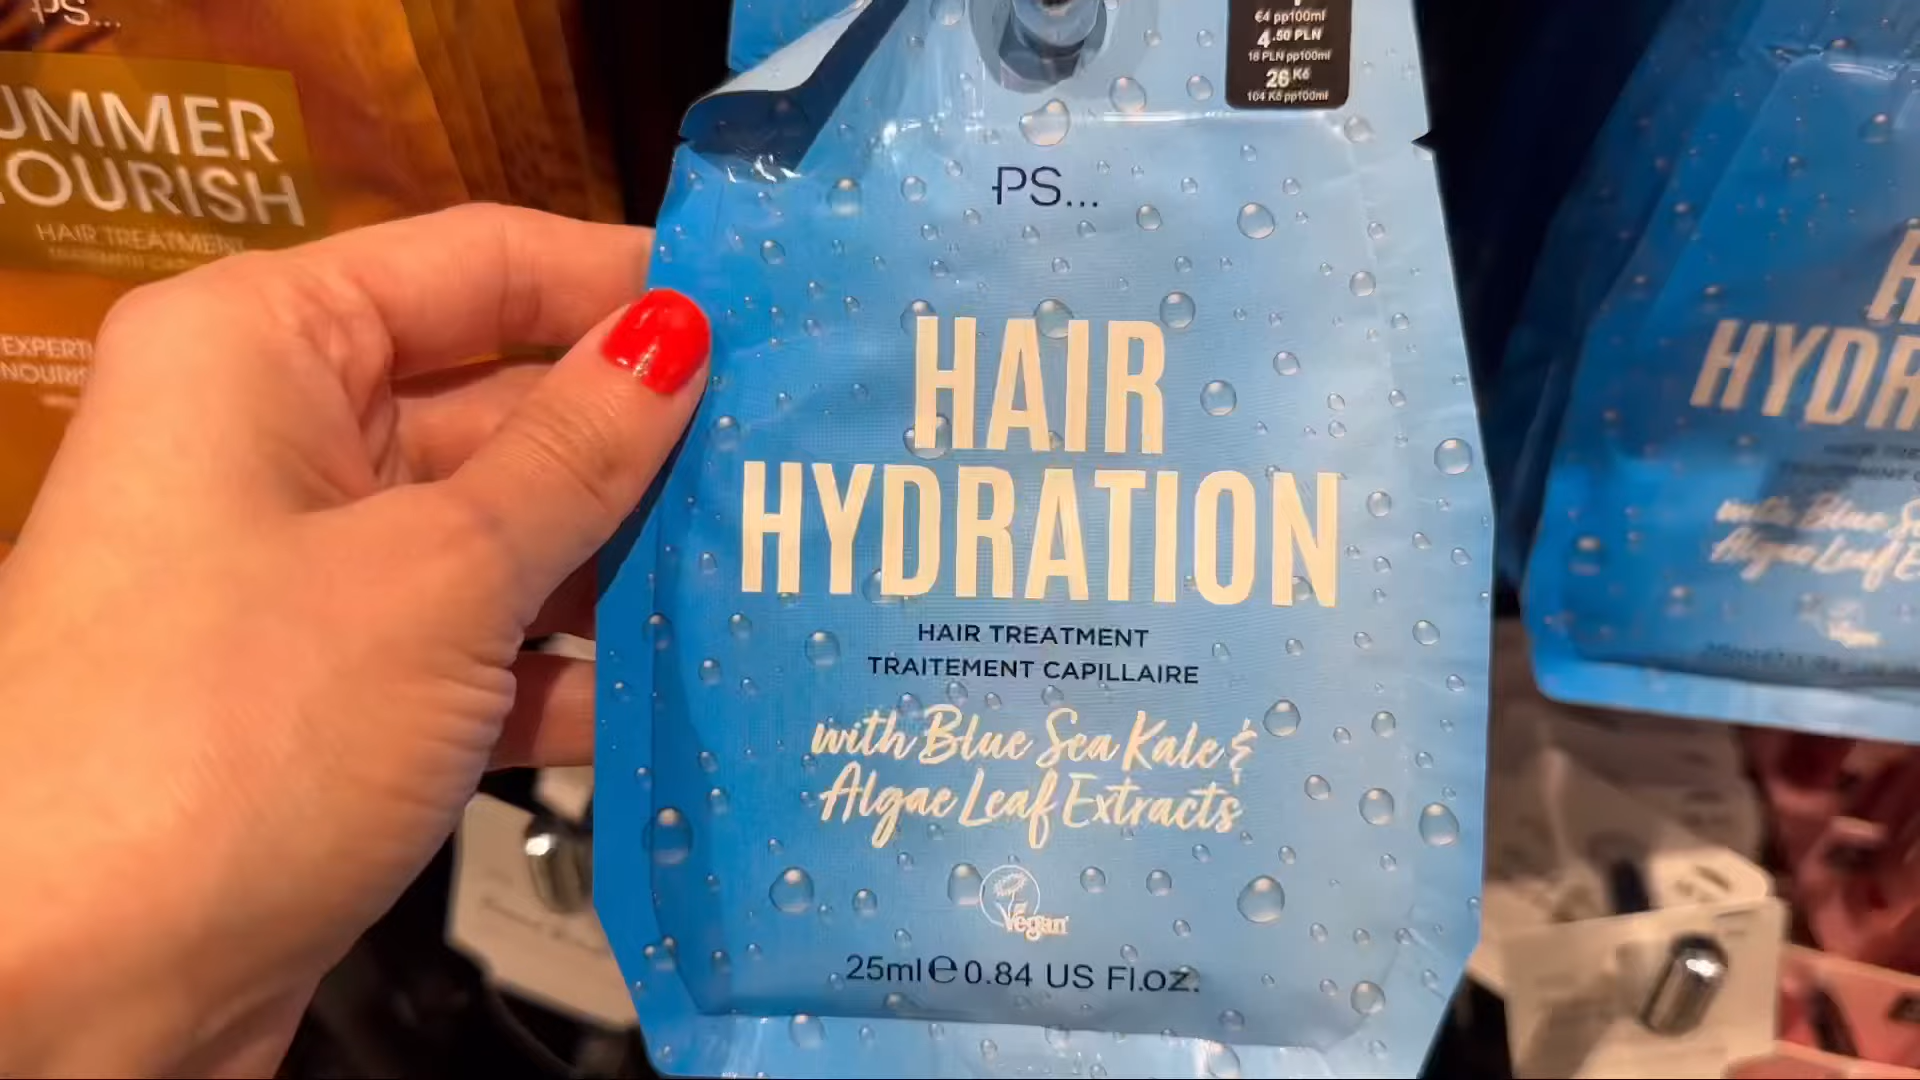 PS...
UMMER
OURISH
HAIR TREATMENT
EXPERT
NOURIS
€4 pp100ml
4.50 PLN
18 PLN pp100ml
26 Kč
104 Kč pp100ml
PS...
HAIR
HYDRATION
HAIR TREATMENT
TRAITEMENT CAPILLAIRE
with Blue Sea Kale &
Algae Leaf Extracts
Vegan
25ml e 0.84 US Fl.oz.
H
HYDR
with Blue S
Algae Leaf E
Vegan